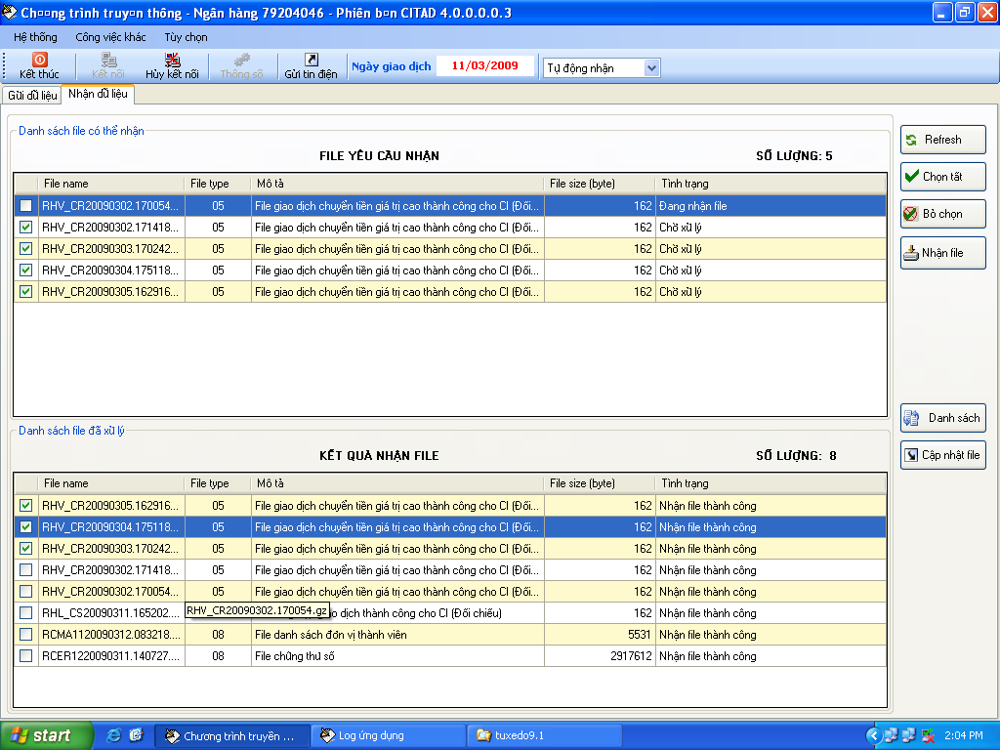 Ch¤¤ng trình truy¤n thông - Ngân hàng 79204046 - Phiên b¤n CITAD 4.0.0.0.0.3
Hệ thống Công việc khác Tùy chọn
Kết thúc Kết nối Hủy kết nối Thông số Gửi tin điện Ngày giao dịch 11/03/2009 Tự động nhận
Gửi dữ liệu Nhận dữ liệu
Danh sách file có thể nhận
FILE YÊU CẦU NHẬN SỐ LƯỢNG: 5
File name File type Mô tả File size (byte) Tình trạng
RHV_CR20090302.170054... 05 File giao dịch chuyển tiền giá trị cao thành công cho CI (Đối... 162 Đang nhận file
RHV_CR20090302.171418... 05 File giao dịch chuyển tiền giá trị cao thành công cho CI (Đối... 162 Chờ xử lý
RHV_CR20090303.170242... 05 File giao dịch chuyển tiền giá trị cao thành công cho CI (Đối... 162 Chờ xử lý
RHV_CR20090304.175118... 05 File giao dịch chuyển tiền giá trị cao thành công cho CI (Đối... 162 Chờ xử lý
RHV_CR20090305.162916... 05 File giao dịch chuyển tiền giá trị cao thành công cho CI (Đối... 162 Chờ xử lý
Refresh
Chọn tất
Bỏ chọn
Nhận file
Danh sách
Cập nhật file
Danh sách file đã xử lý
KẾT QUẢ NHẬN FILE SỐ LƯỢNG: 8
File name File type Mô tả File size (byte) Tình trạng
RHV_CR20090305.162916... 05 File giao dịch chuyển tiền giá trị cao thành công cho CI (Đối... 162 Nhận file thành công
RHV_CR20090304.175118... 05 File giao dịch chuyển tiền giá trị cao thành công cho CI (Đối... 162 Nhận file thành công
RHV_CR20090303.170242... 05 File giao dịch chuyển tiền giá trị cao thành công cho CI (Đối... 162 Nhận file thành công
RHV_CR20090302.171418... 05 File giao dịch chuyển tiền giá trị cao thành công cho CI (Đối... 162 Nhận file thành công
RHV_CR20090302.170054... 05 File giao dịch chuyển tiền giá trị cao thành công cho CI (Đối... 162 Nhận file thành công
RHL_CS20090311.165202... RHV_CR20090302.170054.gz dịch thành công cho CI (Đối chiếu) 162 Nhận file thành công
RCMA1120090312.083218... 08 File danh sách đơn vị thành viên 5531 Nhận file thành công
RCER1220090311.140727... 08 File chứng thư số 2917612 Nhận file thành công
start Chương trình truyền ... Log ứng dụng tuxedo9.1 2:04 PM